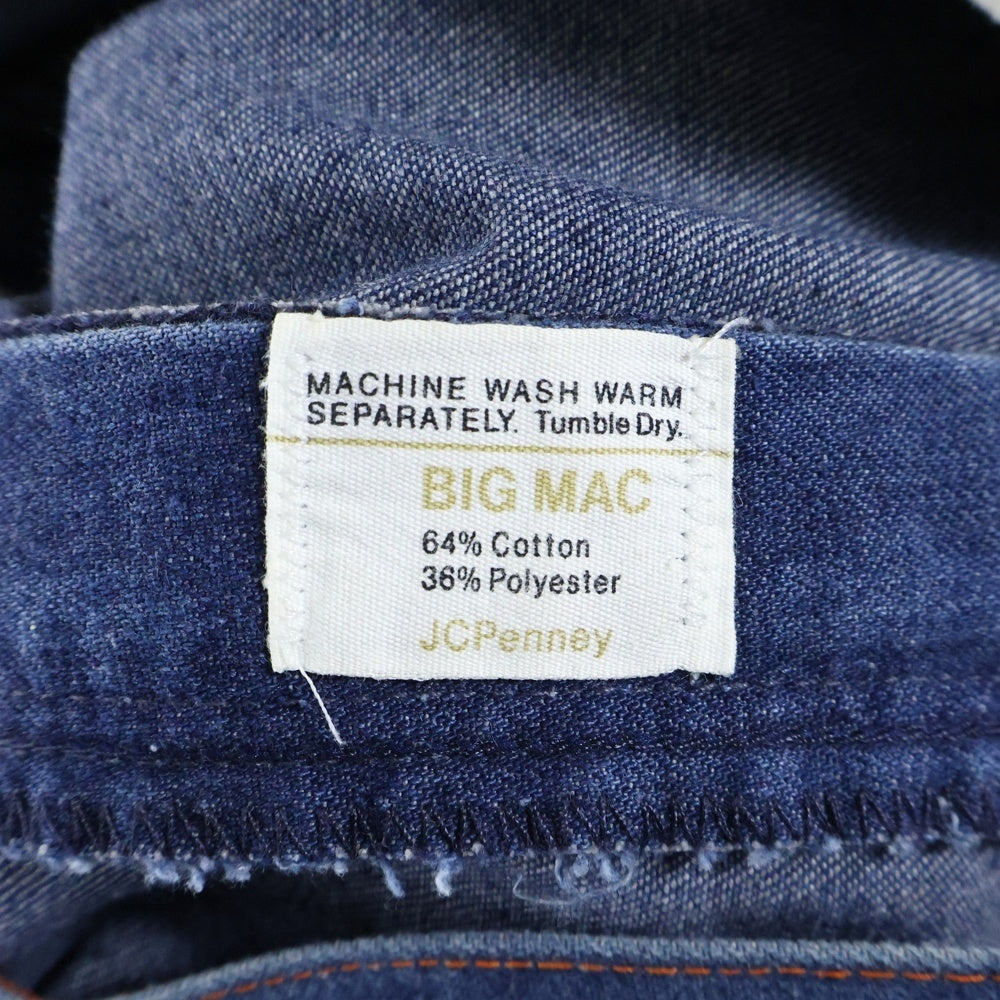 MACHINE WASH WARM
SEPARATELY. Tumble Dry.
BIG MAC
64% Cotton
36% Polyester
JCPenney